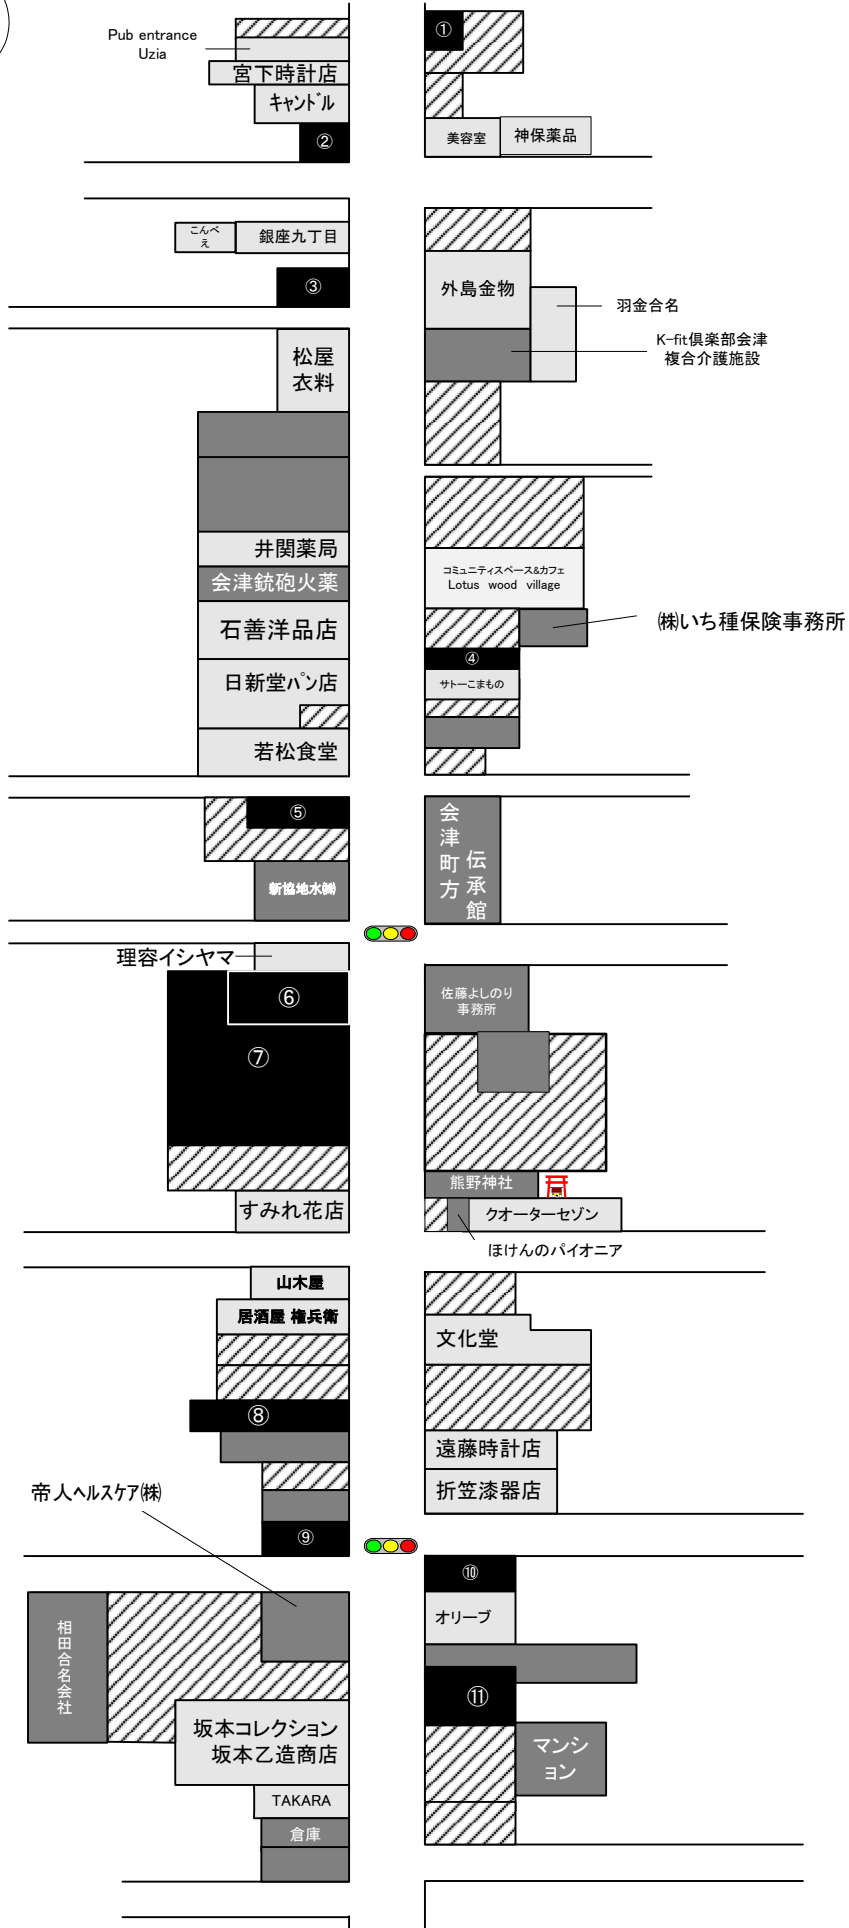 Pub entrance
Uzia
宮下時計店
キャンドル
②
①
美容室
神保薬品
こんべ
え
銀座九丁目
③
外島金物
羽金合名
K-fit倶楽部会津
複合介護施設
松屋
衣料
井関薬局
会津銃砲火薬
石善洋品店
日新堂パン店
若松食堂
コミュニティスペース&カフェ
Lotus wood village
㈱いち種保険事務所
④
サトーこまもの
⑤
新協地水㈱
会津町方
伝承館
理容イシヤマ
⑥
⑦
すみれ花店
佐藤よしのり
事務所
熊野神社
クオーターセゾン
ほけんのパイオニア
山木屋
居酒屋 権兵衛
⑧
⑨
文化堂
遠藤時計店
折笠漆器店
帝人ヘルスケア㈱
相田合名会社
坂本コレクション
坂本乙造商店
TAKARA
倉庫
⑩
オリーブ
⑪
マンシ
ョン